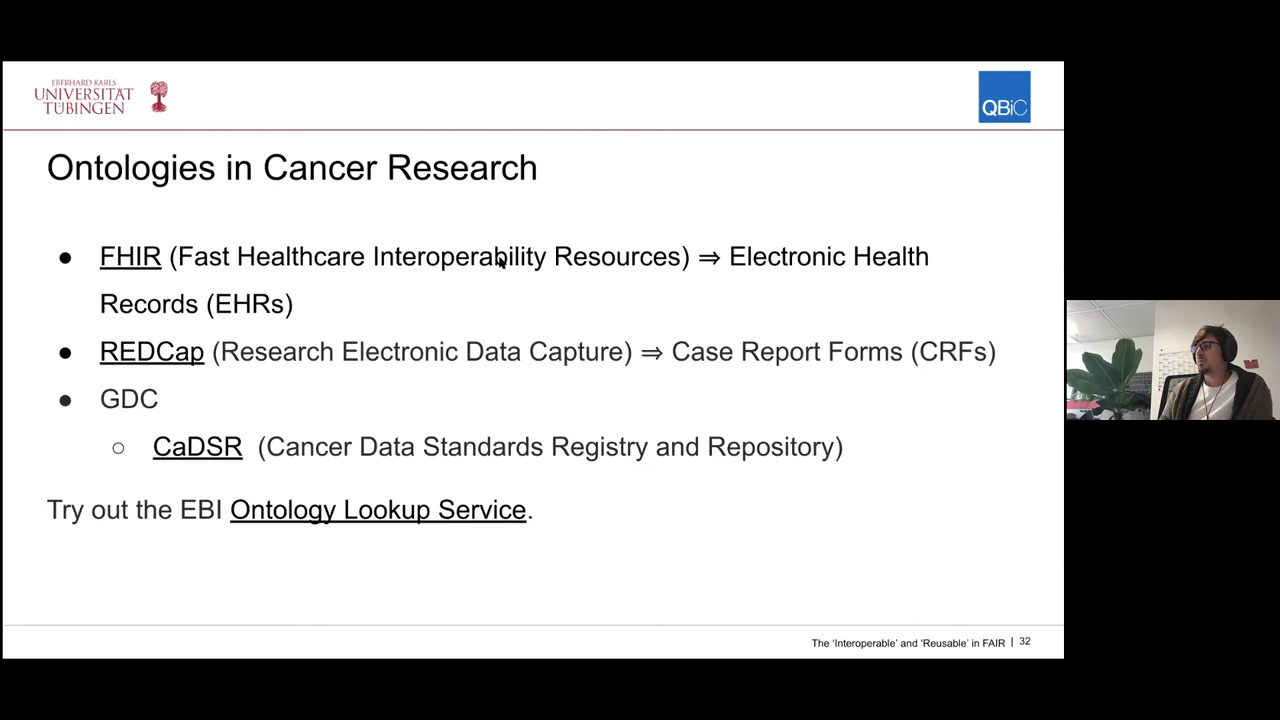 EBERHARD KARLS
UNIVERSITÄT
TÜBINGEN
QBiC
Ontologies in Cancer Research
● FHIR (Fast Healthcare Interoperability Resources) ⇒ Electronic Health
Records (EHRs)
● REDCap (Research Electronic Data Capture) ⇒ Case Report Forms (CRFs)
● GDC
○ CaDSR (Cancer Data Standards Registry and Repository)
Try out the EBI Ontology Lookup Service.
The 'Interoperable' and 'Reusable' in FAIR | 32